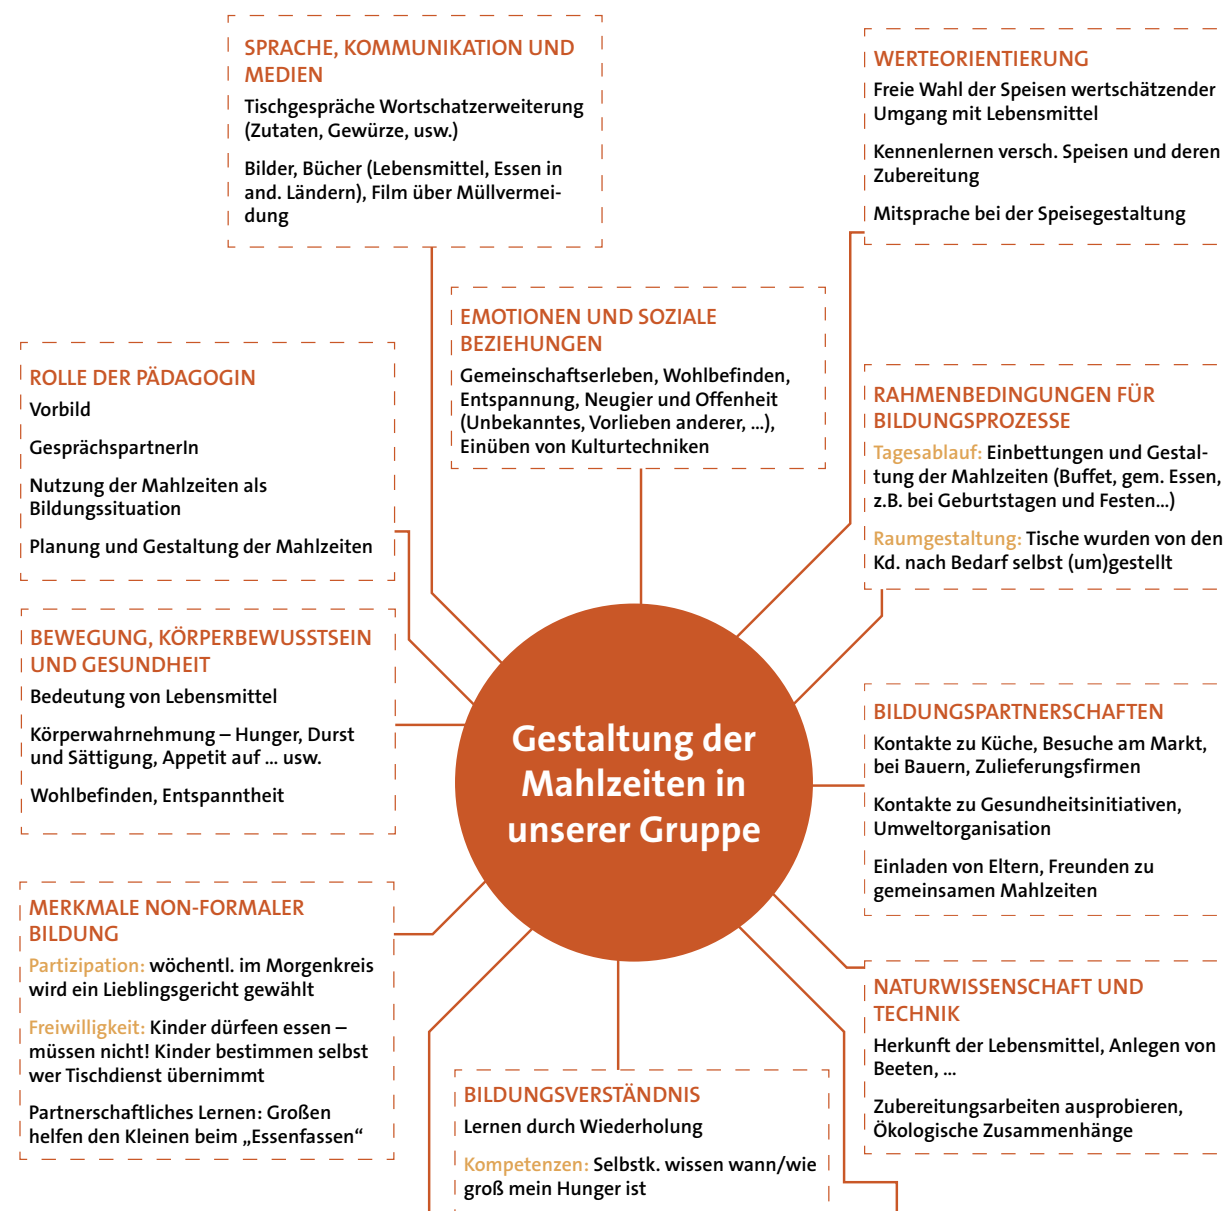 SPRACHE, KOMMUNIKATION UND
MEDIEN
Tischgespräche Wortschatzerweiterung
(Zutaten, Gewürze, usw.)
Bilder, Bücher (Lebensmittel, Essen in
and. Ländern), Film über Müllvermei-
dung
WERTEORIENTIERUNG
Freie Wahl der Speisen wertschätzender
Umgang mit Lebensmittel
Kennenlernen versch. Speisen und deren
Zubereitung
Mitsprache bei der Speisegestaltung
EMOTIONEN UND SOZIALE
BEZIEHUNGEN
Gemeinschaftserleben, Wohlbefinden,
Entspannung, Neugier und Offenheit
(Unbekanntes, Vorlieben anderer, ...),
Einüben von Kulturtechniken
ROLLE DER PÄDAGOGIN
Vorbild
GesprächspartnerIn
Nutzung der Mahlzeiten als
Bildungssituation
Planung und Gestaltung der Mahlzeiten
RAHMENBEDINGUNGEN FÜR
BILDUNGSPROZESSE
Tagesablauf: Einbettungen und Gestal-
tung der Mahlzeiten (Buffet, gem. Essen,
z.B. bei Geburtstagen und Festen...)
Raumgestaltung: Tische wurden von den
Kd. nach Bedarf selbst (um)gestellt
BEWEGUNG, KÖRPERBEWUSSTSEIN
UND GESUNDHEIT
Bedeutung von Lebensmittel
Körperwahrnehmung – Hunger, Durst
und Sättigung, Appetit auf ... usw.
Wohlbefinden, Entspanntheit
Gestaltung der
Mahlzeiten in
unserer Gruppe
BILDUNGSPARTNERSCHAFTEN
Kontakte zu Küche, Besuche am Markt,
bei Bauern, Zulieferungsfirmen
Kontakte zu Gesundheitsinitiativen,
Umweltorganisation
Einladen von Eltern, Freunden zu
gemeinsamen Mahlzeiten
MERKMALE NON-FORMALER
BILDUNG
Partizipation: wöchentl. im Morgenkreis
wird ein Lieblingsgericht gewählt
Freiwilligkeit: Kinder dürfeen essen –
müssen nicht! Kinder bestimmen selbst
wer Tischdienst übernimmt
Partnerschaftliches Lernen: Großen
helfen den Kleinen beim „Essenfassen“
NATURWISSENSCHAFT UND
TECHNIK
Herkunft der Lebensmittel, Anlegen von
Beeten, ...
Zubereitungsarbeiten ausprobieren,
Ökologische Zusammenhänge
BILDUNGSVERSTÄNDNIS
Lernen durch Wiederholung
Kompetenzen: Selbstk. wissen wann/wie
groß mein Hunger ist